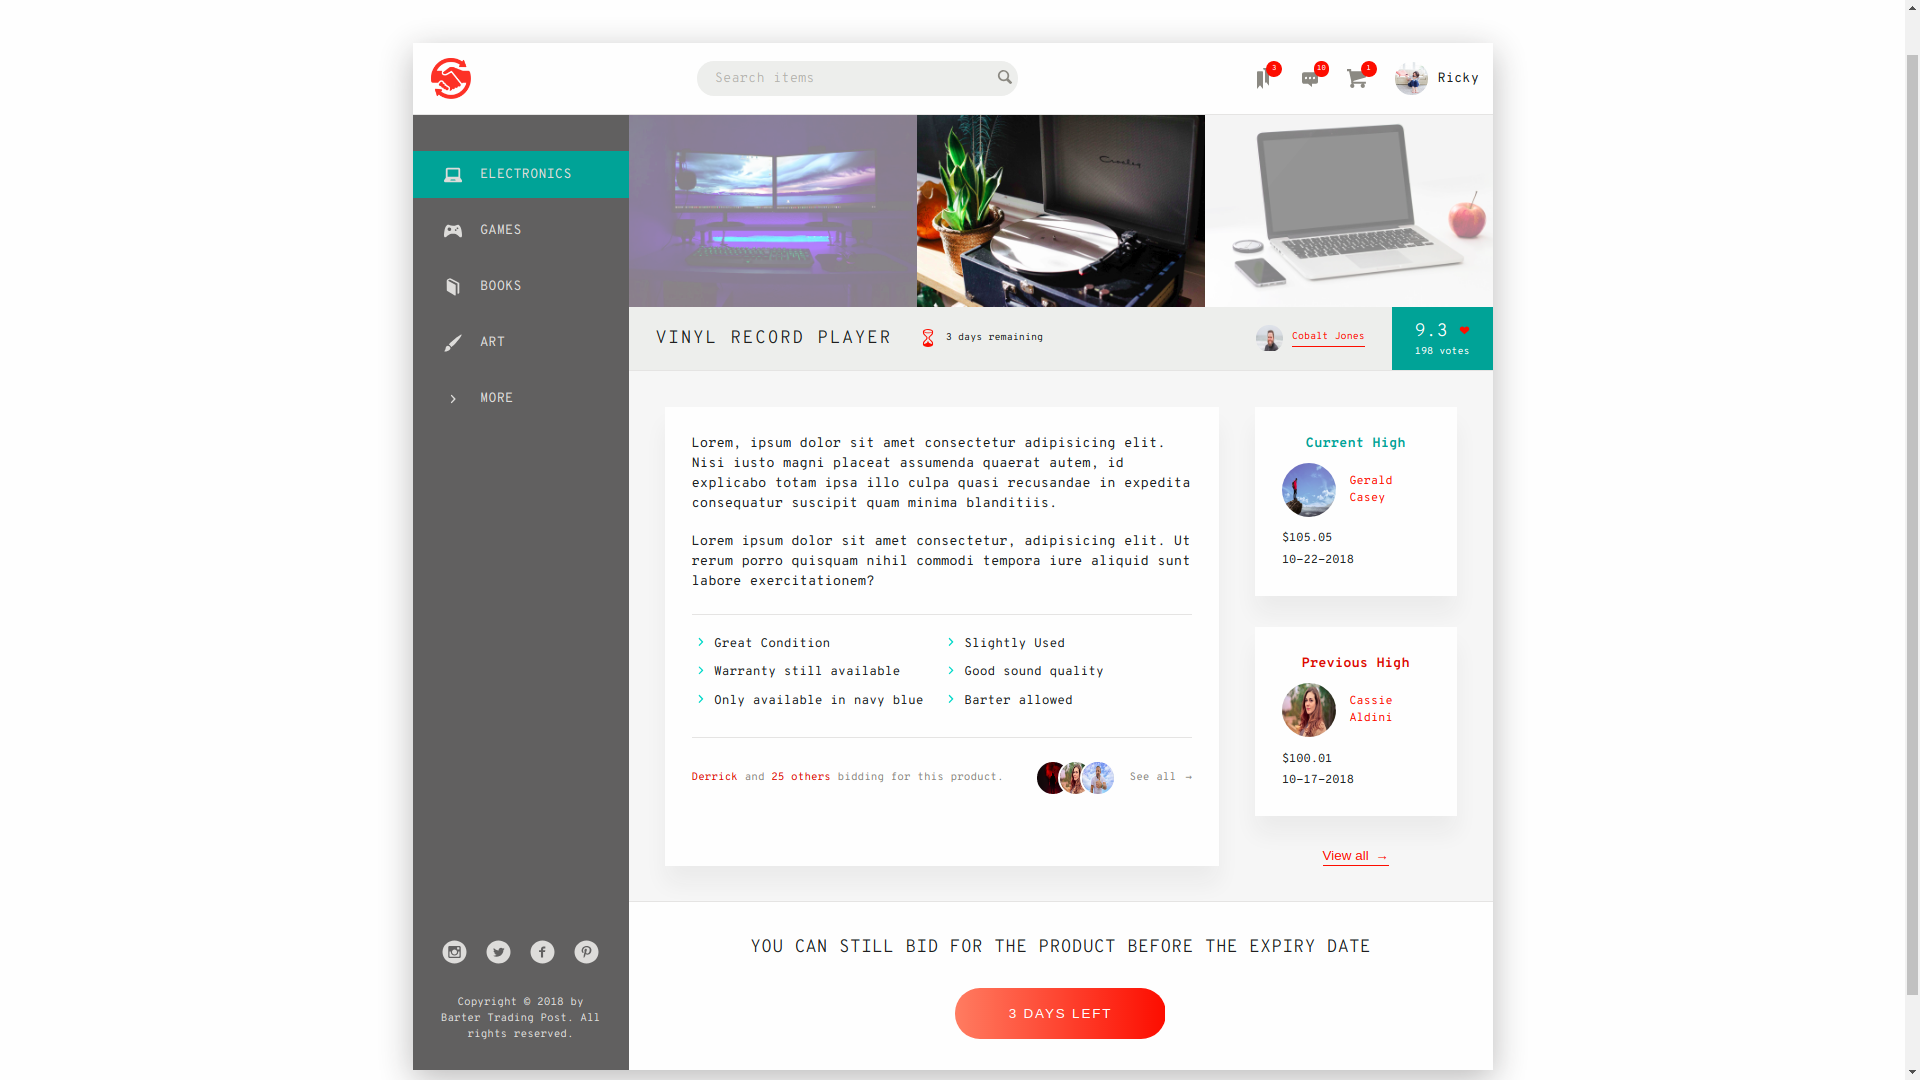 Search items
3
10
1
Ricky
ELECTRONICS
GAMES
BOOKS
ART
MORE
Crosley
VINYL RECORD PLAYER
3 days remaining
Cobalt Jones
9.3
198 votes
Lorem, ipsum dolor sit amet consectetur adipisicing elit.
Nisi iusto magni placeat assumenda quaerat autem, id
explicabo totam ipsa illo culpa quasi recusandae in expedita
consequatur suscipit quam minima blanditiis.
Lorem ipsum dolor sit amet consectetur, adipisicing elit. Ut
rerum porro quisquam nihil commodi tempora iure aliquid sunt
labore exercitationem?
Great Condition
Slightly Used
Warranty still available
Good sound quality
Only available in navy blue
Barter allowed
Derrick and 25 others bidding for this product.
See all →
Current High
Gerald
Casey
$105.05
10-22-2018
Previous High
Cassie
Aldini
$100.01
10-17-2018
View all →
YOU CAN STILL BID FOR THE PRODUCT BEFORE THE EXPIRY DATE
3 DAYS LEFT
Copyright © 2018 by
Barter Trading Post. All
rights reserved.